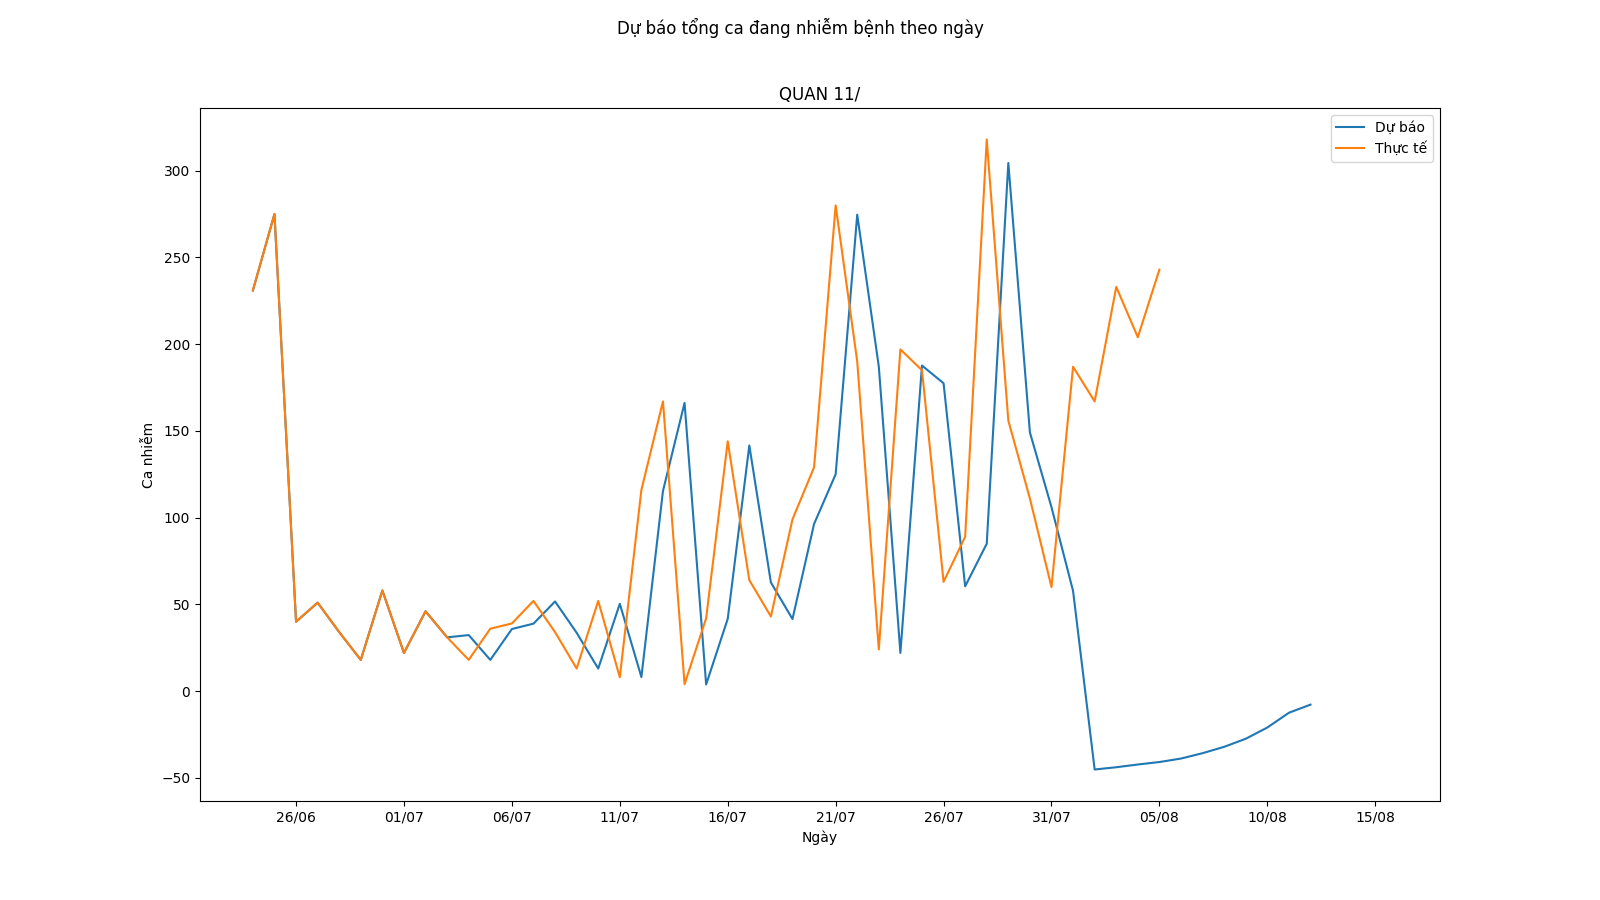 Dự báo tổng ca đang nhiễm bệnh theo ngày
QUAN 11/
Dự báo
Thực tế
300
250
200
150
100
50
0
−50
Ca nhiễm
26/06 01/07 06/07 11/07 16/07 21/07 26/07 31/07 05/08 10/08 15/08
Ngày